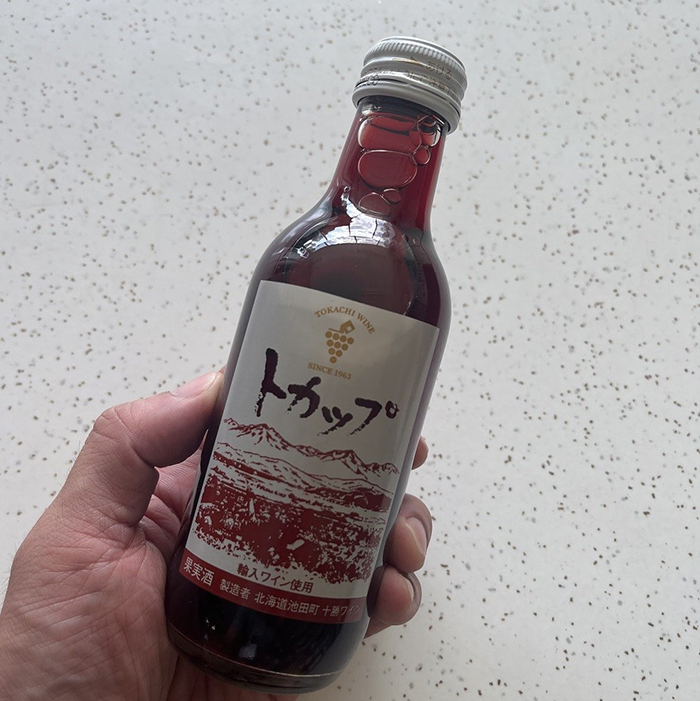 TOKACHI WINE
SINCE 1963
トカップ
輸入ワイン使用
果実酒 製造者 北海道池田町 十勝ワイン